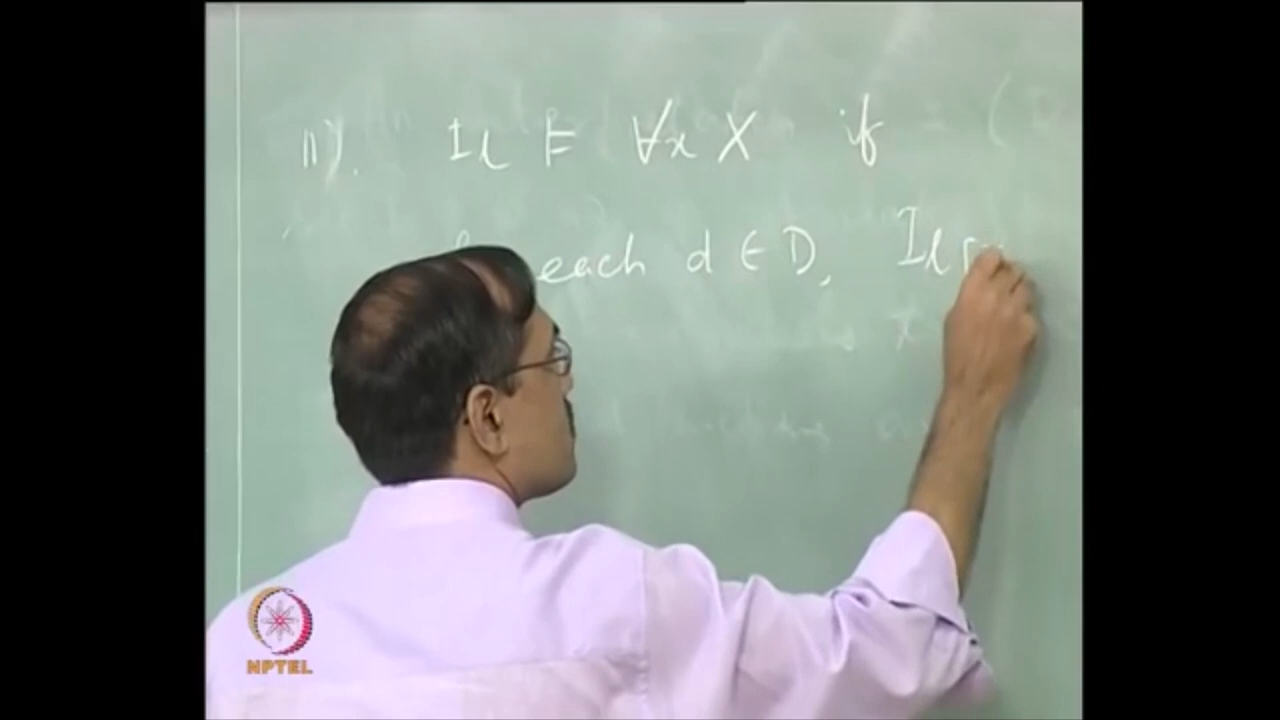 11). Il ⊨ ∀x X if
each d ∈ D, Il [
NPTEL